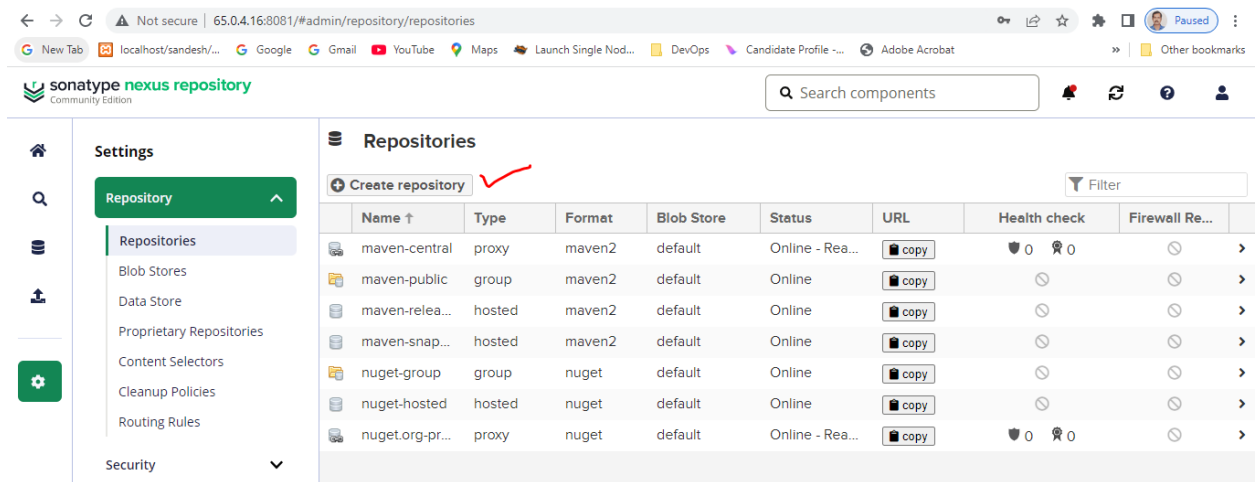 Not secure | 65.0.4.16:8081/#admin/repository/repositories Paused
New Tab localhost/sandesh/... Google Gmail YouTube Maps Launch Single Nod... DevOps Candidate Profile -... Adobe Acrobat » Other bookmarks
sonatype nexus repository
Community Edition
Search components
Settings
Repository
Repositories
Blob Stores
Data Store
Proprietary Repositories
Content Selectors
Cleanup Policies
Routing Rules
Security
Repositories
Create repository
Filter
Name Type Format Blob Store Status URL Health check Firewall Re...
maven-central proxy maven2 default Online - Rea... copy 0 0
maven-public group maven2 default Online copy
maven-relea... hosted maven2 default Online copy
maven-snap... hosted maven2 default Online copy
nuget-group group nuget default Online copy
nuget-hosted hosted nuget default Online copy
nuget.org-pr... proxy nuget default Online - Rea... copy 0 0